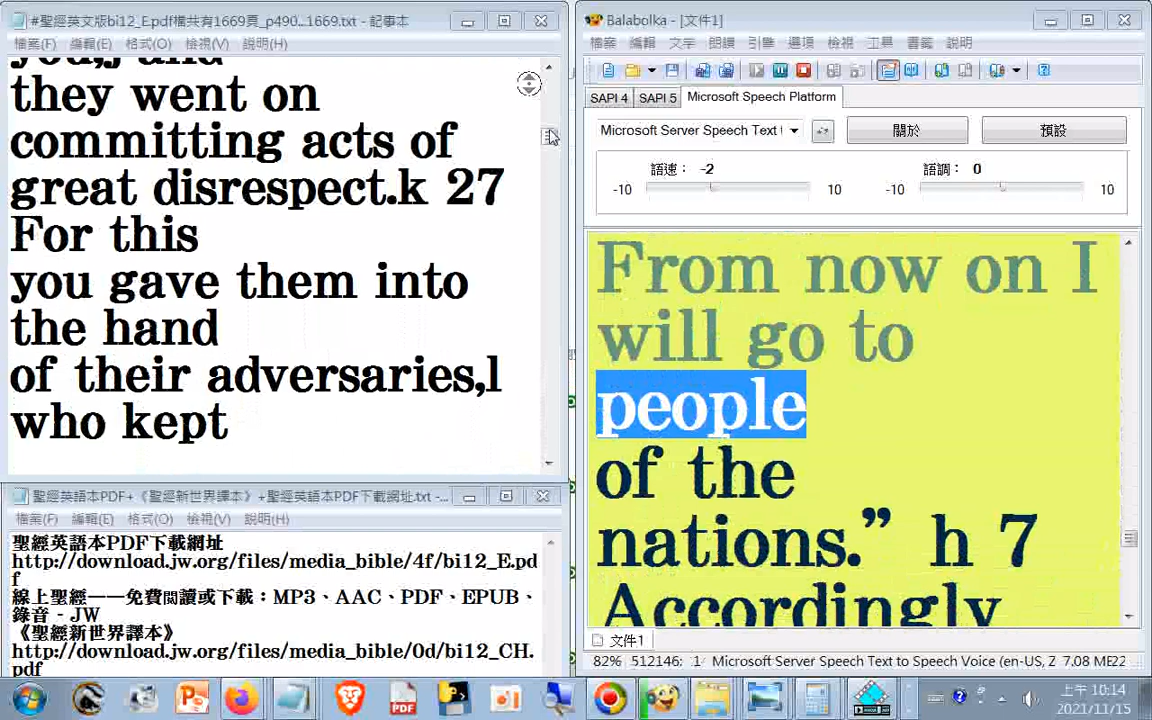 #聖經英文版bi12_E.pdf檔共有1669頁_p490...1669.txt - 記事本
檔案(F) 編輯(E) 格式(O) 檢視(V) 說明(H)
you,j and
they went on
committing acts of
great disrespect.k 27
For this
you gave them into
the hand
of their adversaries,l
who kept
聖經英語本PDF+《聖經新世界譯本》+聖經英語本PDF下載網址.txt - ...
檔案(F) 編輯(E) 格式(O) 檢視(V) 說明(H)
聖經英語本PDF下載網址
http://download.jw.org/files/media_bible/4f/bi12_E.pd
f
線上聖經——免費閱讀或下載：MP3、AAC、PDF、EPUB、
錄音 - JW
《聖經新世界譯本》
http://download.jw.org/files/media_bible/0d/bi12_CH.
pdf
Balabolka - [文件1]
檔案 編輯 文字 朗讀 引擎 選項 檢視 工具 書籤 說明
SAPI 4 SAPI 5 Microsoft Speech Platform
Microsoft Server Speech Text 關於 預設
語速： -2 語調： 0
-10 10 -10 10
From now on I
will go to
people
of the
nations.” h 7
Accordingly
文件1
82% 512146: 1 Microsoft Server Speech Text to Speech Voice (en-US, Z 7.08 ME22
上午 10:14
2021/11/15